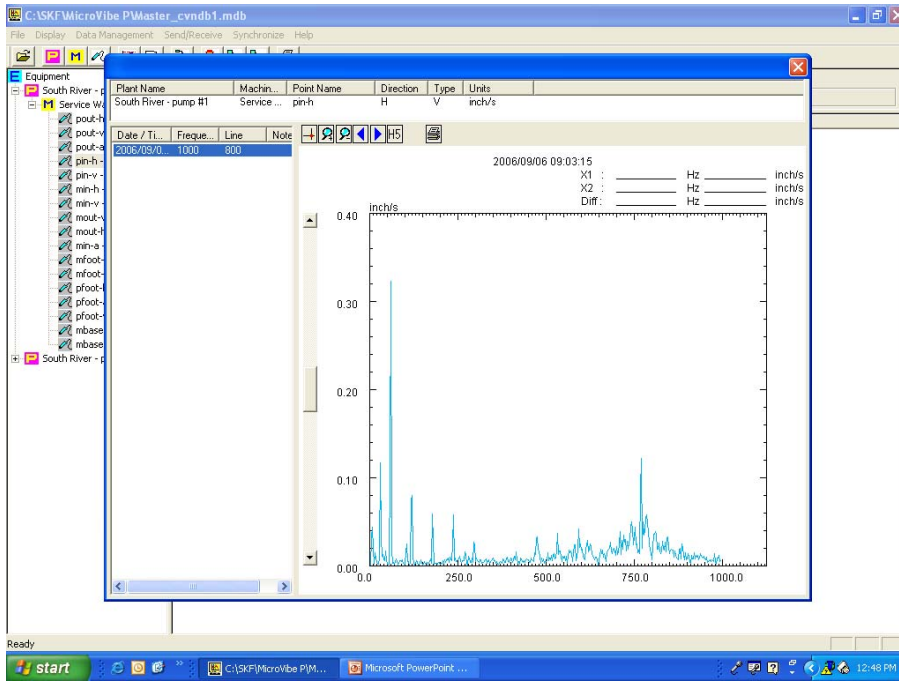 C:\SKF\MicroVibe P\Master_cvndb1.mdb
File Display Data Management Send/Receive Synchronize Help
P M
E Equipment
P South River - p
M Service Wa
pout-h
pout-v
pout-a
pin-h -
pin-v -
min-h -
min-v -
mout-v
mout-h
min-a -
mfoot-
mfoot-
pfoot-
pfoot-
mbase
mbase
P South River - p
Plant Name Machin... Point Name Direction Type Units
South River - pump #1 Service ... pin-h H V inch/s
Date / Ti... Freque... Line Note
2006/09/0... 1000 800
H5
2006/09/06 09:03:15
X1 : Hz inch/s
X2 : Hz inch/s
Diff : Hz inch/s
inch/s
0.40
0.30
0.20
0.10
0.00
0.0 250.0 500.0 750.0 1000.0
Ready
start C:\SKF\MicroVibe P\M... Microsoft PowerPoint ... 12:48 PM